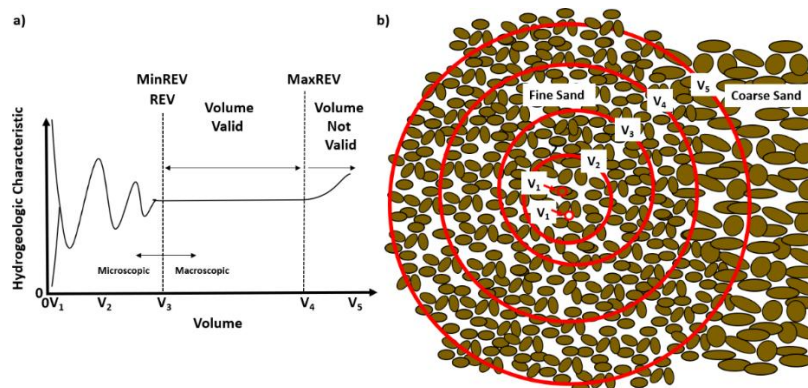 a)
MinREV
REV
MaxREV
Volume
Valid
Volume
Not
Valid
Hydrogeologic Characteristic
Microscopic
Macroscopic
0
V1
V2
V3
V4
V5
Volume
b)
Fine Sand
Coarse Sand
V5
V4
V3
V2
V1
V1